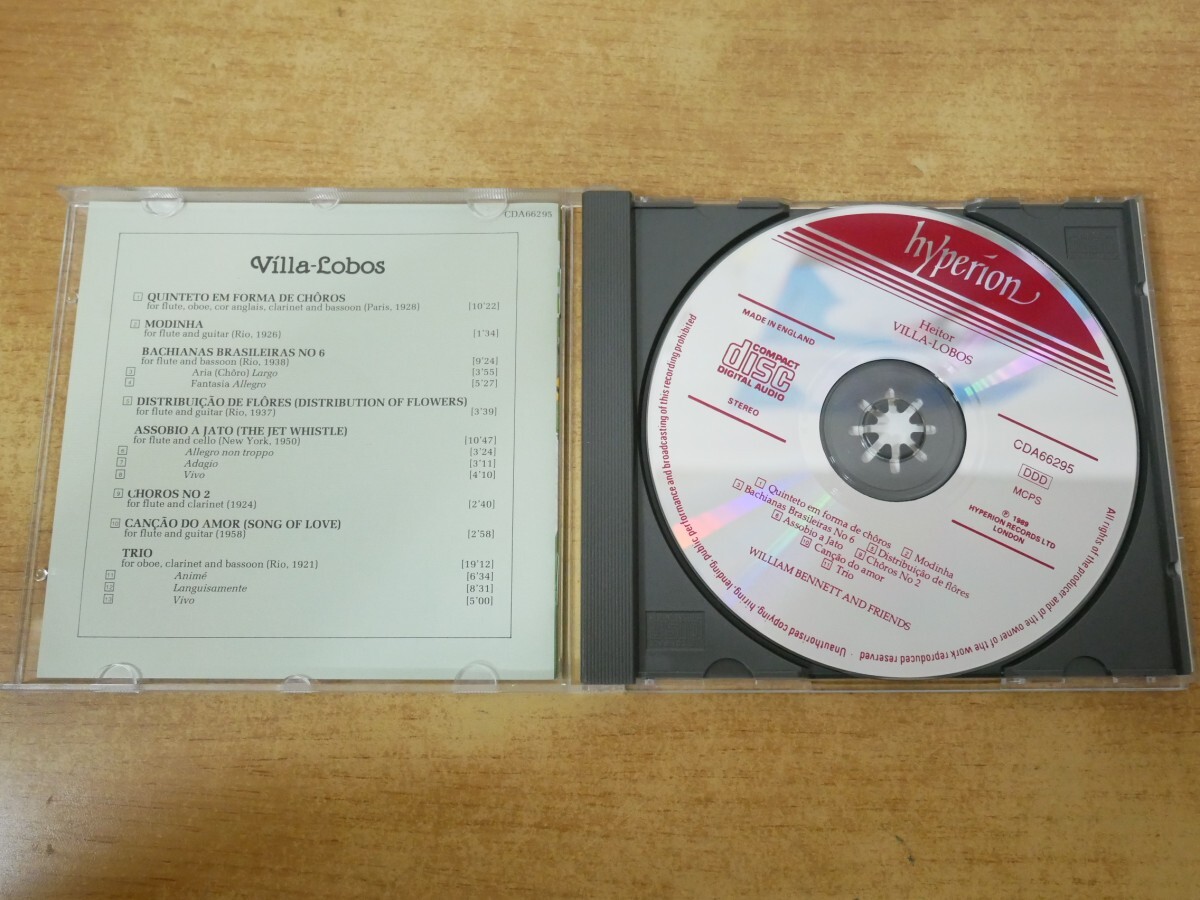 CDA66295
Villa-Lobos
1 QUINTETO EM FORMA DE CHÔROS
for flute, oboe, cor anglais, clarinet and bassoon (Paris, 1928) [10'22]
2 MODINHA
for flute and guitar (Rio, 1926) [1'34]
BACHIANAS BRASILEIRAS NO 6
for flute and bassoon (Rio, 1938) [9'24]
3 Aria (Chôro) Largo [3'55]
4 Fantasia Allegro [5'27]
5 DISTRIBUIÇÃO DE FLÔRES (DISTRIBUTION OF FLOWERS)
for flute and guitar (Rio, 1937) [3'39]
ASSOBIO A JATO (THE JET WHISTLE)
for flute and cello (New York, 1950) [10'47]
6 Allegro non troppo [3'24]
7 Adagio [3'11]
8 Vivo [4'10]
9 CHOROS NO 2
for flute and clarinet (1924) [2'40]
10 CANÇÃO DO AMOR (SONG OF LOVE)
for flute and guitar (1958) [2'58]
TRIO
for oboe, clarinet and bassoon (Rio, 1921) [19'12]
11 Animé [6'34]
12 Languisamente [8'31]
13 Vivo [5'00]
hyperion
Heitor
VILLA-LOBOS
MADE IN ENGLAND
COMPACT
disc
DIGITAL AUDIO
STEREO
CDA66295
DDD
MCPS
℗ 1989
HYPERION RECORDS LTD
LONDON
1 Quinteto em forma de chôros 2 Modinha
3 Bachianas Brasileiras No 6 5 Distribuição de flôres
6 Assobio a Jato 9 Chôros No 2
10 Canção do amor
11 Trio
WILLIAM BENNETT AND FRIENDS
All rights of the producer and of the owner of the work reproduced reserved · Unauthorised copying, hiring, lending, public performance and broadcasting of this recording prohibited